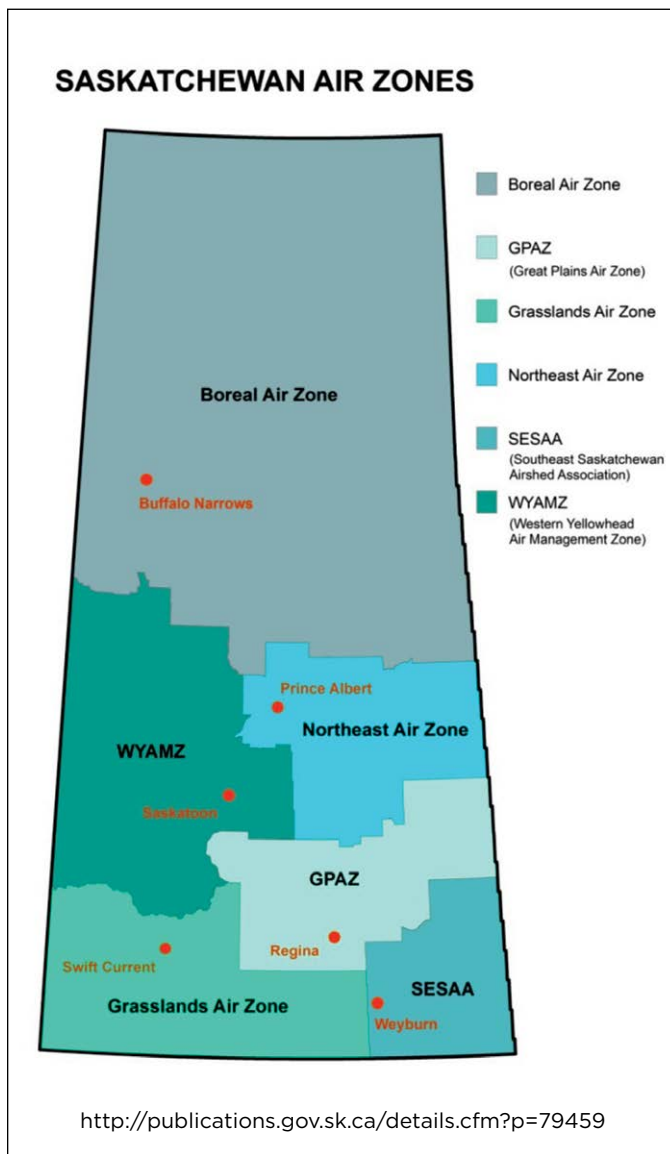 SASKATCHEWAN AIR ZONES
Boreal Air Zone
GPAZ
(Great Plains Air Zone)
Grasslands Air Zone
Northeast Air Zone
SESAA
(Southeast Saskatchewan
Airshed Association)
WYAMZ
(Western Yellowhead
Air Management Zone)
Boreal Air Zone
Buffalo Narrows
Prince Albert
Northeast Air Zone
WYAMZ
Saskatoon
GPAZ
Regina
Swift Current
SESAA
Grasslands Air Zone
Weyburn
http://publications.gov.sk.ca/details.cfm?p=79459